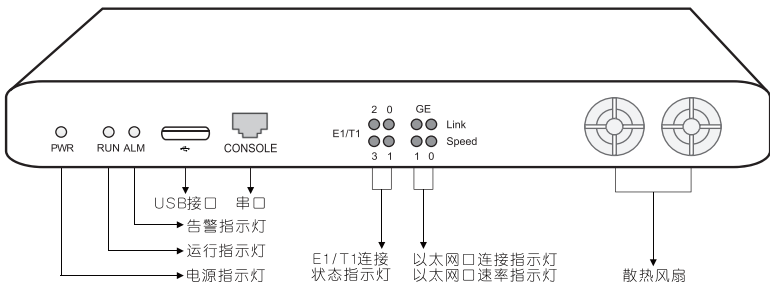 2 0 GE
Link
E1/T1
Speed
3 1 1 0
PWR RUN ALM CONSOLE
USB接口 串口
告警指示灯
运行指示灯
电源指示灯
E1/T1连接
状态指示灯
以太网口连接指示灯
以太网口速率指示灯
散热风扇